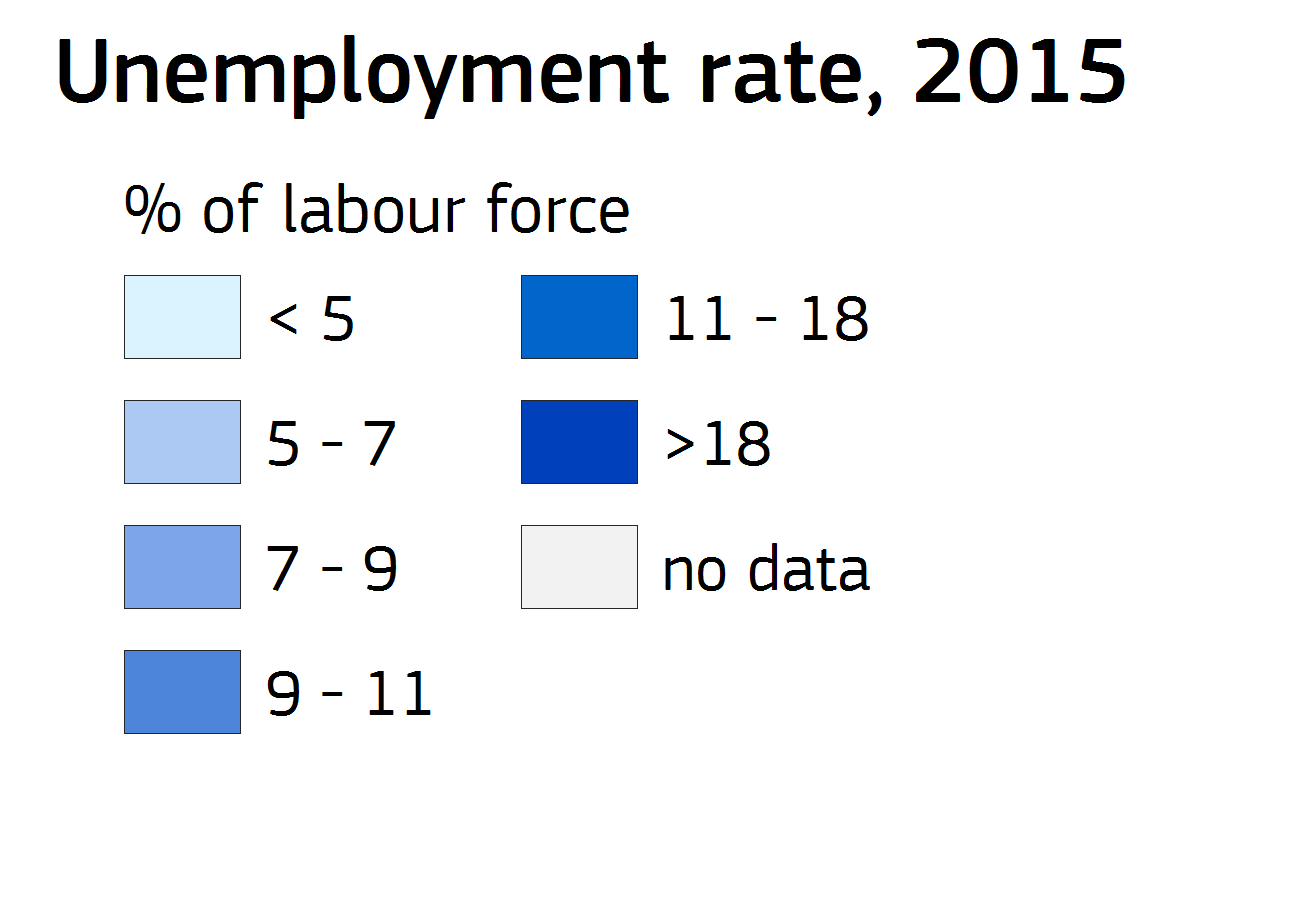 Unemployment rate, 2015
% of labour force
< 5
5 - 7
7 - 9
9 - 11
11 - 18
>18
no data